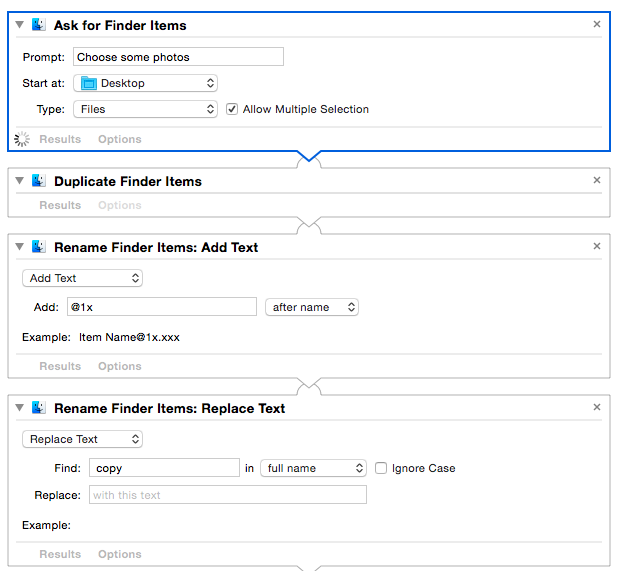 Ask for Finder Items
Prompt: Choose some photos
Start at: Desktop
Type: Files Allow Multiple Selection
Results Options
Duplicate Finder Items
Results Options
Rename Finder Items: Add Text
Add Text
Add: @1x after name
Example: Item Name@1x.xxx
Results Options
Rename Finder Items: Replace Text
Replace Text
Find: copy in full name Ignore Case
Replace: with this text
Example:
Results Options